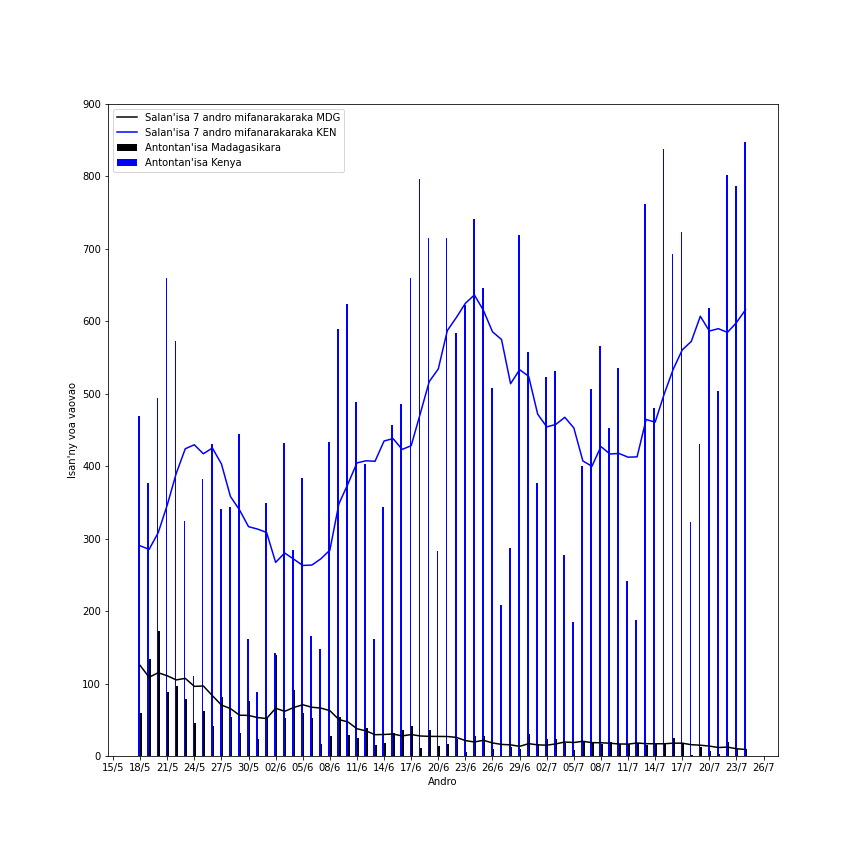 900
800
700
600
500
400
300
200
100
0
Isan'ny voa vaovao
Salan'isa 7 andro mifanarakaraka MDG
Salan'isa 7 andro mifanarakaraka KEN
Antontan'isa Madagasikara
Antontan'isa Kenya
15/5 18/5 21/5 24/5 27/5 30/5 02/6 05/6 08/6 11/6 14/6 17/6 20/6 23/6 26/6 29/6 02/7 05/7 08/7 11/7 14/7 17/7 20/7 23/7 26/7
Andro